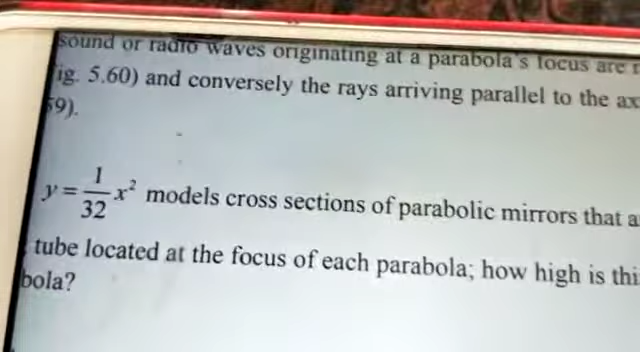 sound or radio waves originating at a parabola's focus are
ig. 5.60) and conversely the rays arriving parallel to the ax
59).
y = 1/32 x² models cross sections of parabolic mirrors that a
tube located at the focus of each parabola; how high is thi
bola?